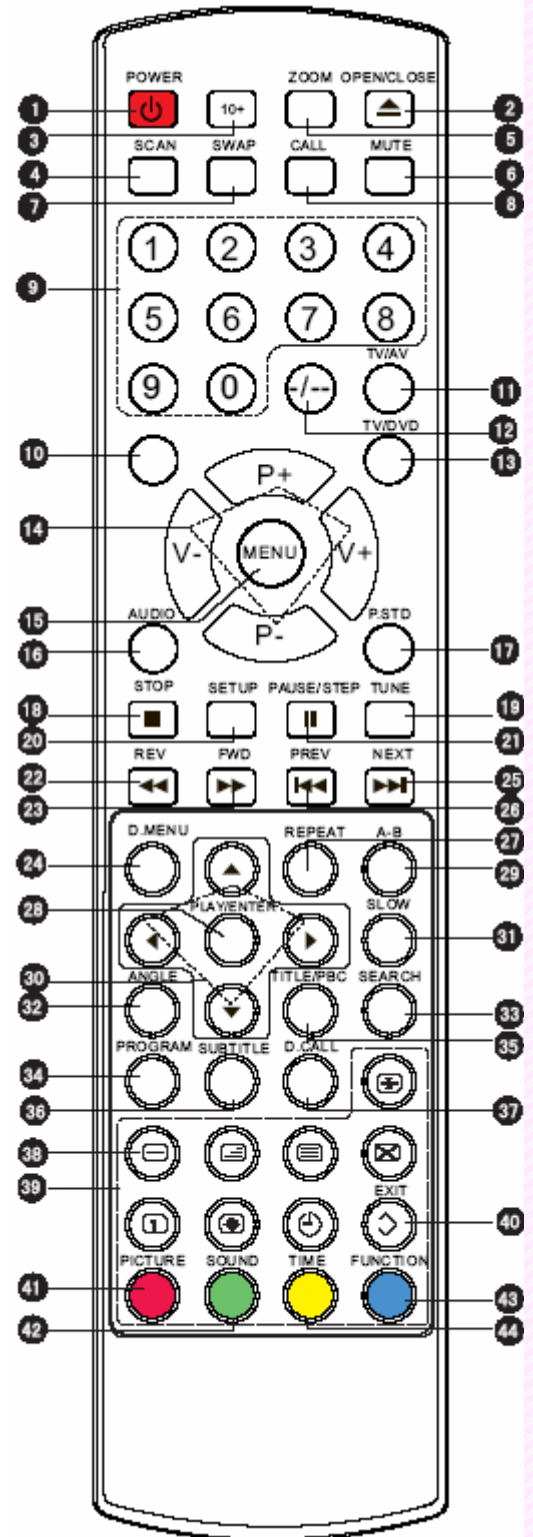 POWER ZOOM OPEN/CLOSE
1 10+ 2
3 5
SCAN SWAP CALL MUTE
4 6
7 8
1 2 3 4
9
5 6 7 8
TV/AV
9 0 -/-- 11
12
TV/DVD
10 13
P+
14
V- MENU V+
15
AUDIO P- P.STD
16 17
STOP SETUP PAUSE/STEP TUNE
18 19
20 21
REV FWD PREV NEXT
22 25
23 26
D.MENU REPEAT A-B
27
24 29
28 PLAY/ENTER SLOW
31
30
ANGLE TITLE/PBC SEARCH
32 33
35
PROGRAM SUBTITLE D.CALL
34
36 37
38
39
EXIT
1 40
PICTURE SOUND TIME FUNCTION
41 43
42 44